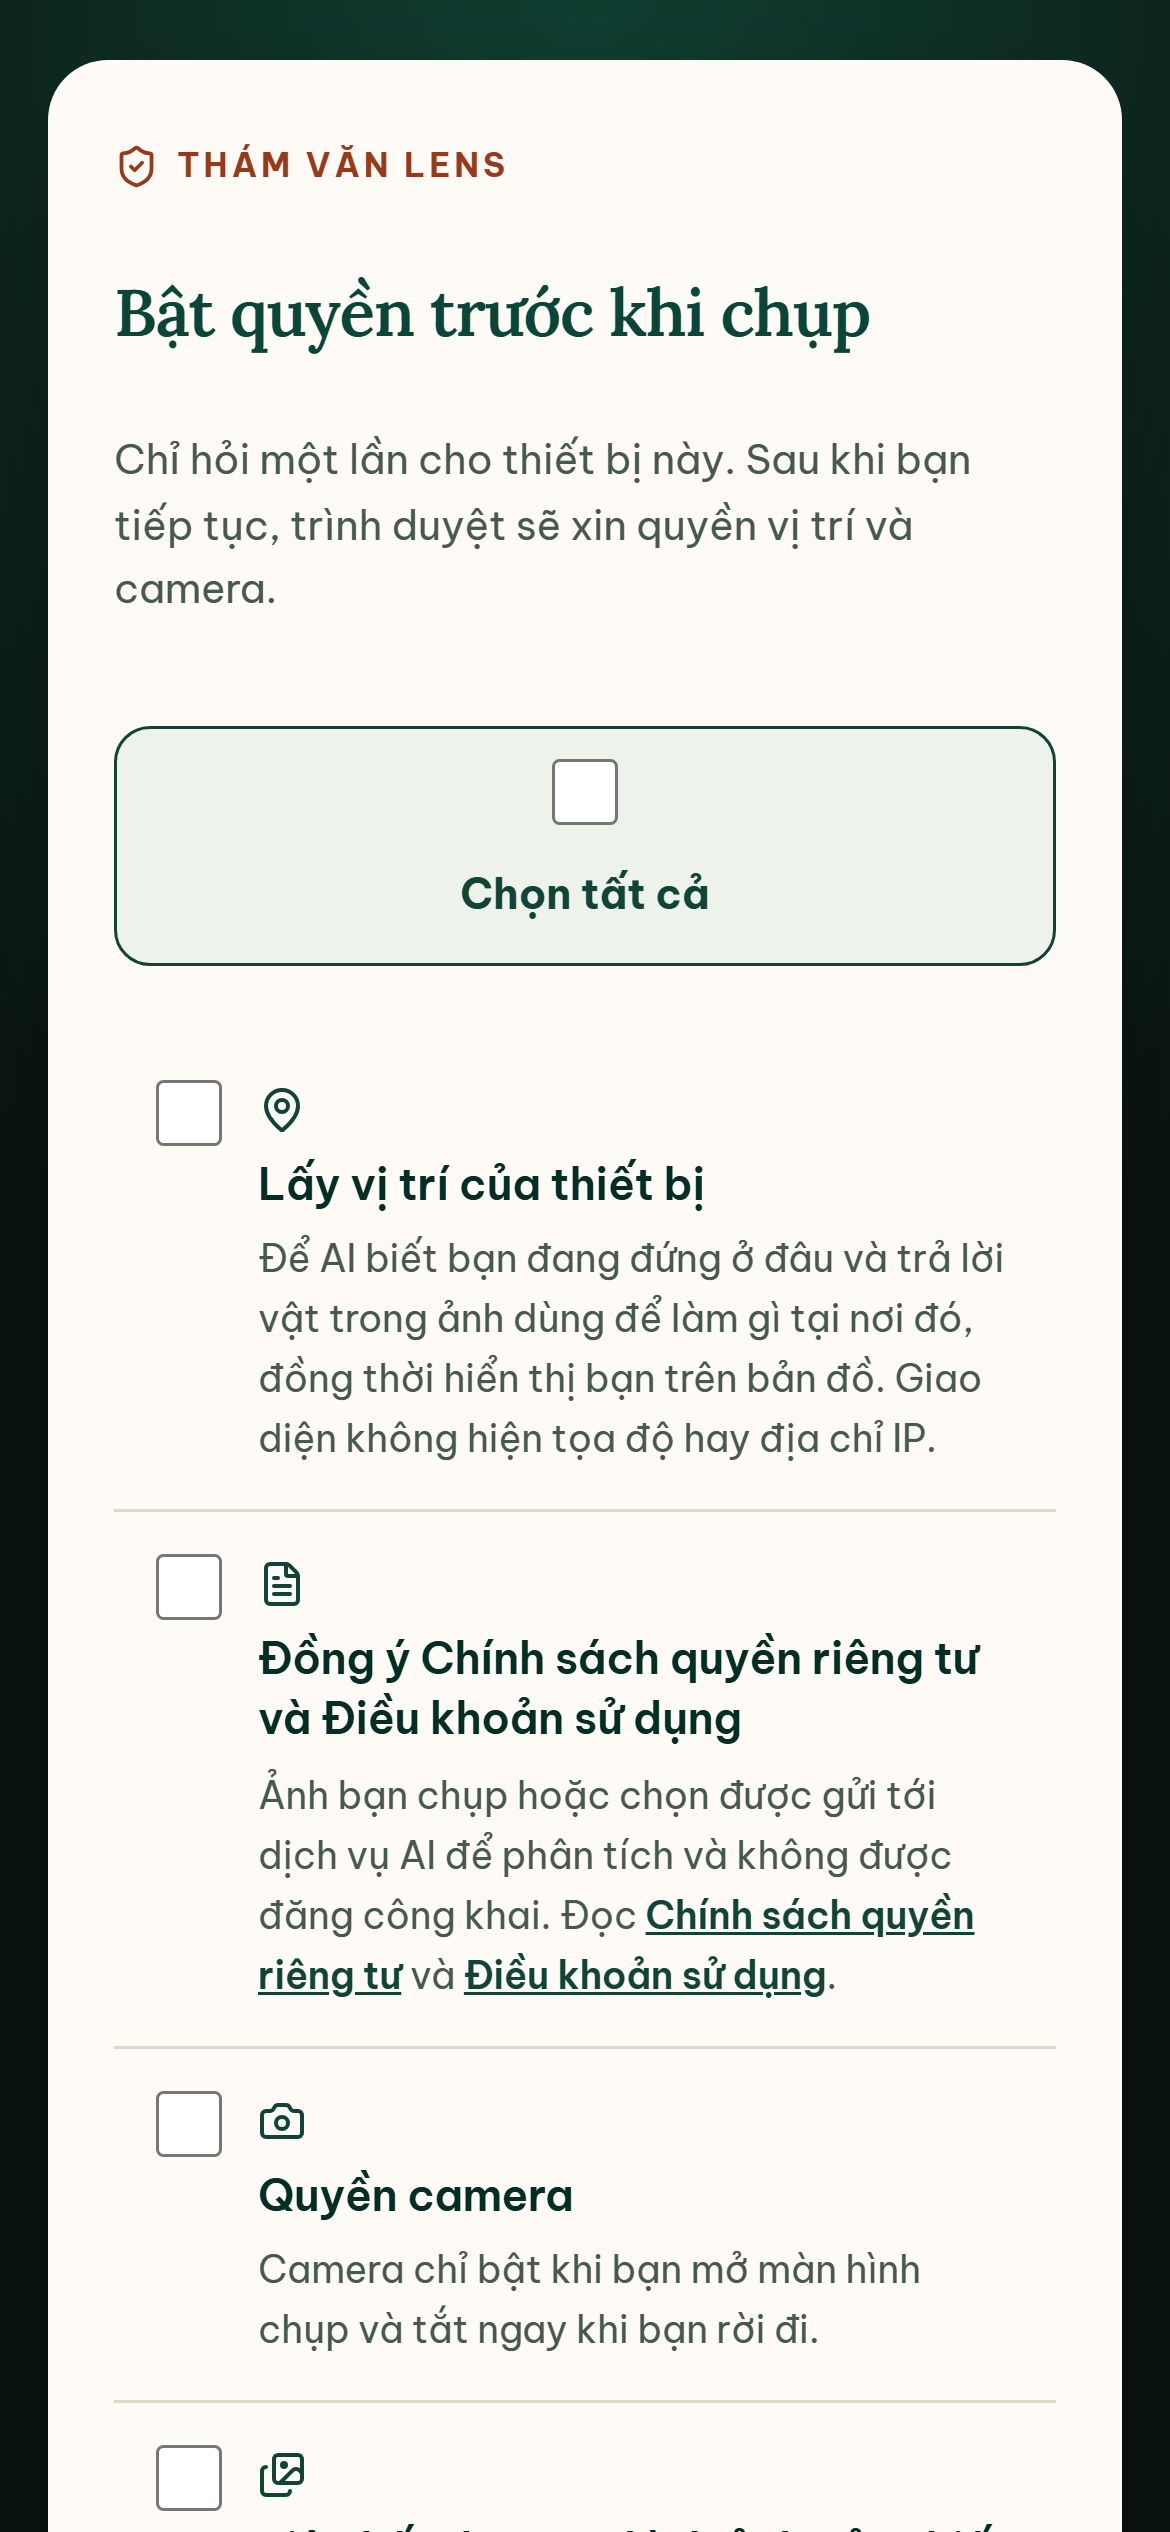 THÁM VĂN LENS
Bật quyền trước khi chụp
Chỉ hỏi một lần cho thiết bị này. Sau khi bạn
tiếp tục, trình duyệt sẽ xin quyền vị trí và
camera.
Chọn tất cả
Lấy vị trí của thiết bị
Để AI biết bạn đang đứng ở đâu và trả lời
vật trong ảnh dùng để làm gì tại nơi đó,
đồng thời hiển thị bạn trên bản đồ. Giao
diện không hiện tọa độ hay địa chỉ IP.
Đồng ý Chính sách quyền riêng tư
và Điều khoản sử dụng
Ảnh bạn chụp hoặc chọn được gửi tới
dịch vụ AI để phân tích và không được
đăng công khai. Đọc Chính sách quyền
riêng tư và Điều khoản sử dụng.
Quyền camera
Camera chỉ bật khi bạn mở màn hình
chụp và tắt ngay khi bạn rời đi.